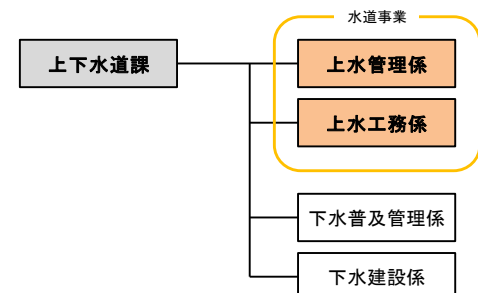 水道事業
上下水道課
上水管理係
上水工務係
下水普及管理係
下水建設係